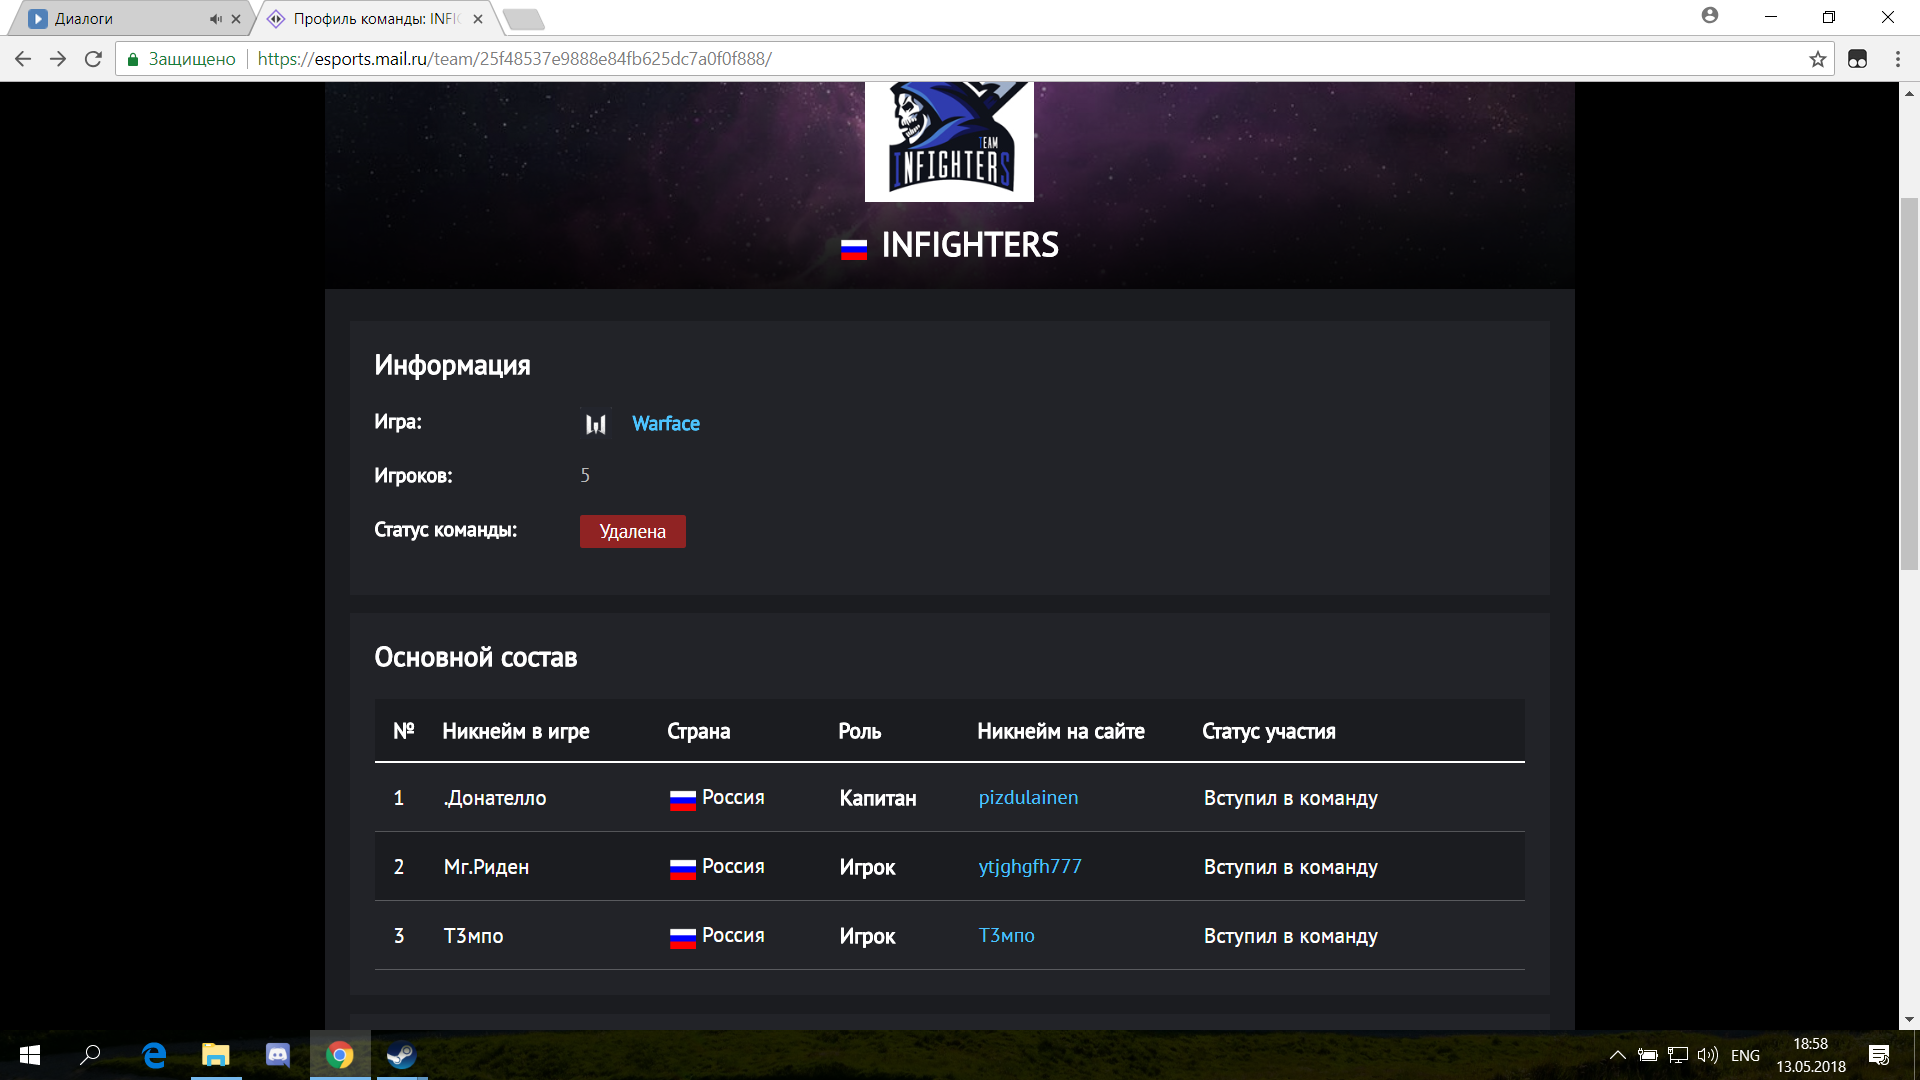 Диалоги
Профиль команды: INFIG
Защищено https://esports.mail.ru/team/25f48537e9888e84fb625dc7a0f0f888/
TEAM
INFIGHTERS
INFIGHTERS
Информация
Игра: Warface
Игроков: 5
Статус команды: Удалена
Основной состав
№ Никнейм в игре Страна Роль Никнейм на сайте Статус участия
1 .Донателло Россия Капитан pizdulainen Вступил в команду
2 Мг.Риден Россия Игрок ytjghgfh777 Вступил в команду
3 Т3мпо Россия Игрок Т3мпо Вступил в команду
ENG
18:58
13.05.2018